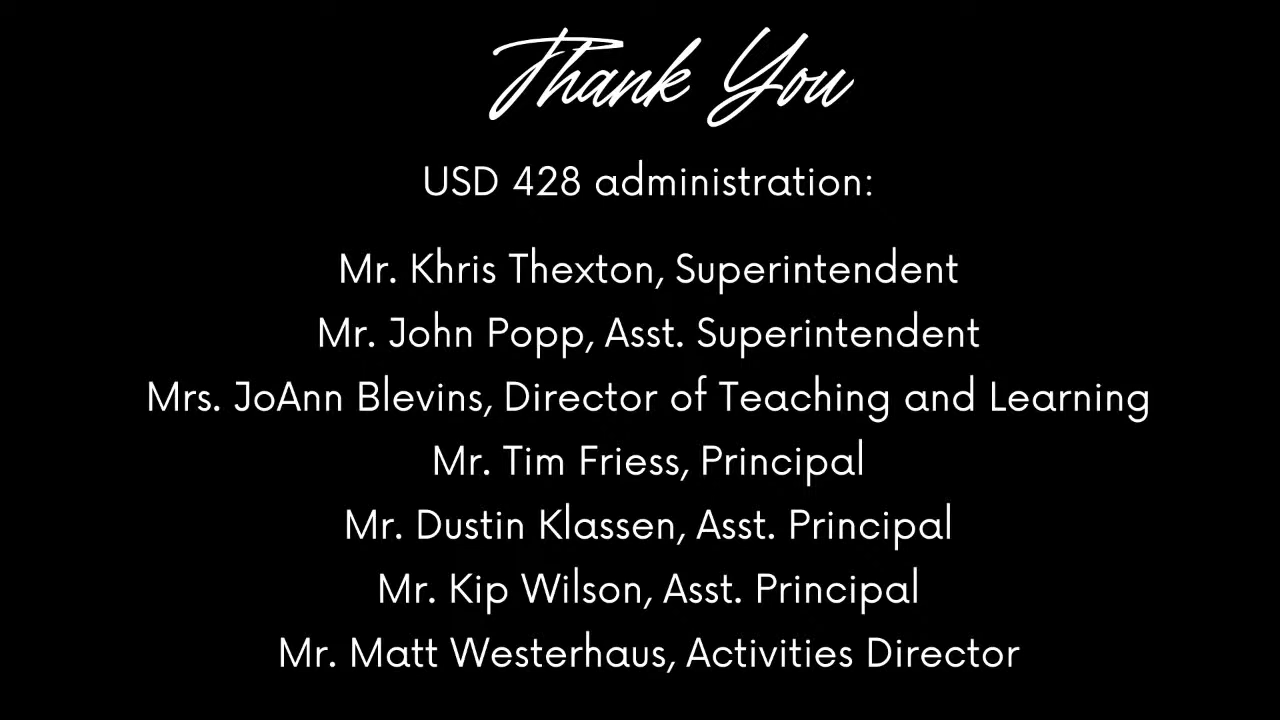 Thank You
USD 428 administration:
Mr. Khris Thexton, Superintendent
Mr. John Popp, Asst. Superintendent
Mrs. JoAnn Blevins, Director of Teaching and Learning
Mr. Tim Friess, Principal
Mr. Dustin Klassen, Asst. Principal
Mr. Kip Wilson, Asst. Principal
Mr. Matt Westerhaus, Activities Director